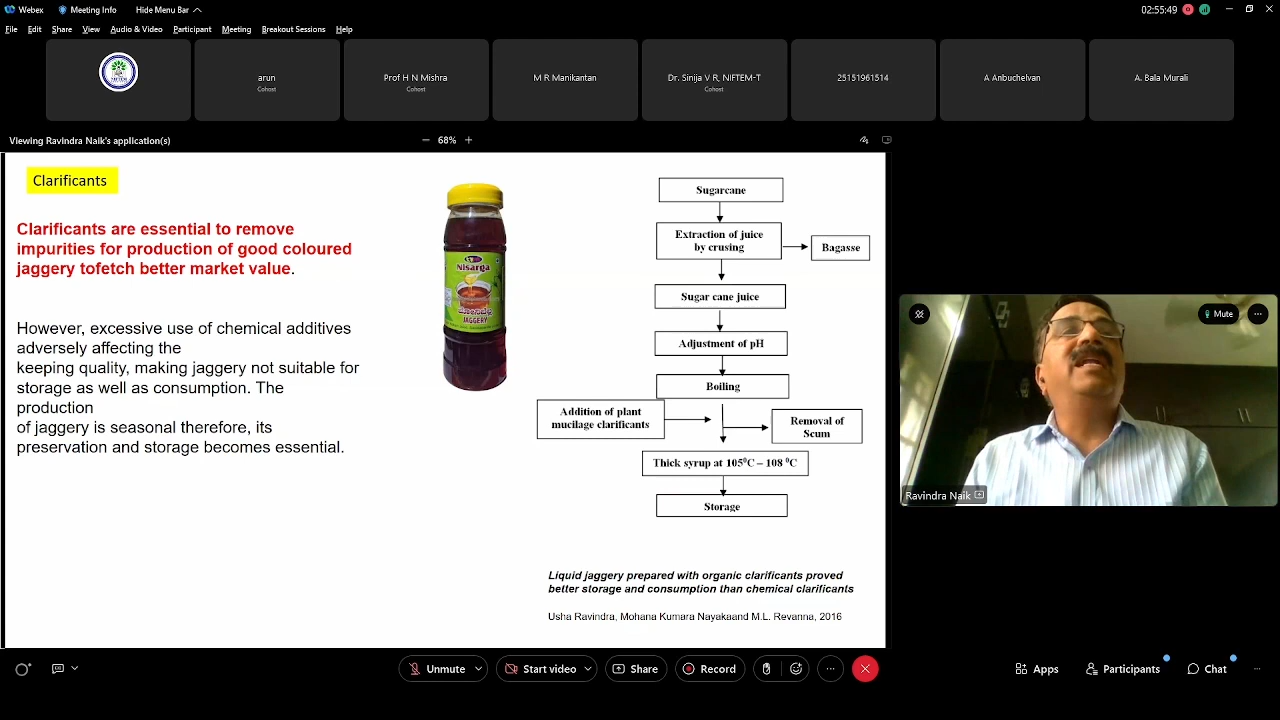 Webex
Meeting Info
Hide Menu Bar
02:55:49
File Edit Share View Audio & Video Participant Meeting Breakout Sessions Help
arun
Cohost
Prof H N Mishra
Cohost
M R Manikantan
Dr. Sinija V R, NIFTEM-T
Cohost
25151961514
A Anbuchelvan
A. Bala Murali
Viewing Ravindra Naik's application(s)
68%
Clarificants
Clarificants are essential to remove
impurities for production of good coloured
jaggery tofetch better market value.
However, excessive use of chemical additives
adversely affecting the
keeping quality, making jaggery not suitable for
storage as well as consumption. The
production
of jaggery is seasonal therefore, its
preservation and storage becomes essential.
Nisarga
JAGGERY
Sugarcane
Extraction of juice
by crusing
Bagasse
Sugar cane juice
Adjustment of pH
Boiling
Addition of plant
mucilage clarificants
Removal of
Scum
Thick syrup at 105⁰C – 108 ⁰C
Storage
Liquid jaggery prepared with organic clarificants proved
better storage and consumption than chemical clarificants
Usha Ravindra, Mohana Kumara Nayakaand M.L. Revanna, 2016
Mute
Ravindra Naik
Unmute
Start video
Share
Record
Apps
Participants
Chat